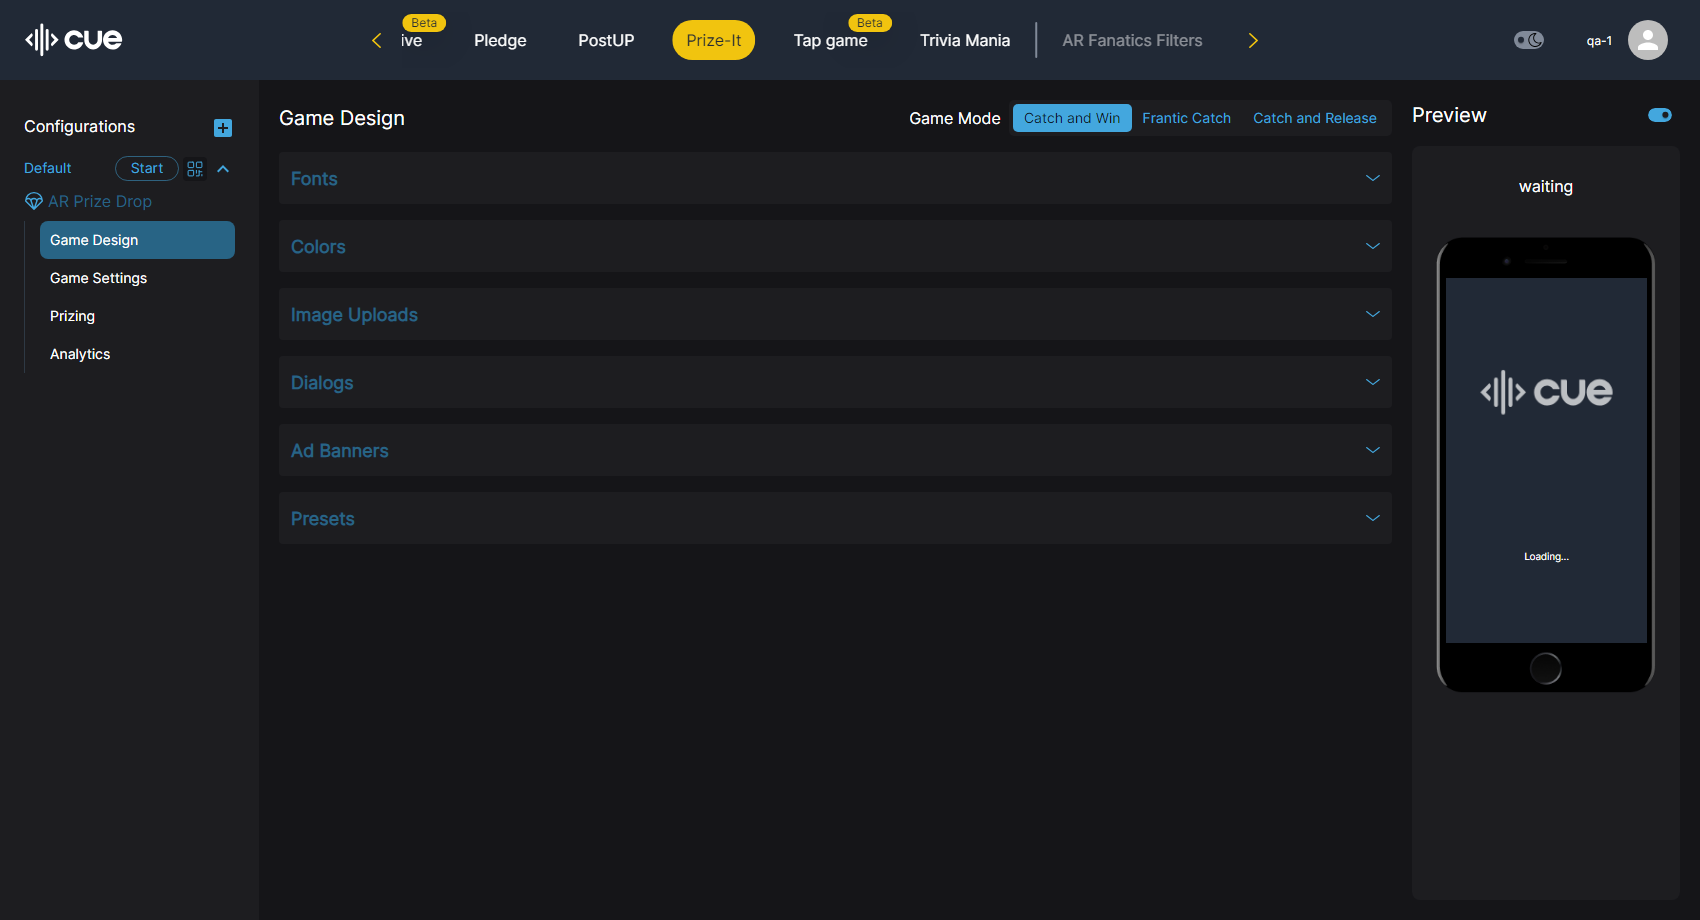 cue
Beta
ive
Pledge
PostUP
Prize-It
Beta
Tap game
Trivia Mania
AR Fanatics Filters
qa-1
Configurations
Default
Start
AR Prize Drop
Game Design
Game Settings
Prizing
Analytics
Game Design
Game Mode
Catch and Win
Frantic Catch
Catch and Release
Fonts
Colors
Image Uploads
Dialogs
Ad Banners
Presets
Preview
waiting
cue
Loading...